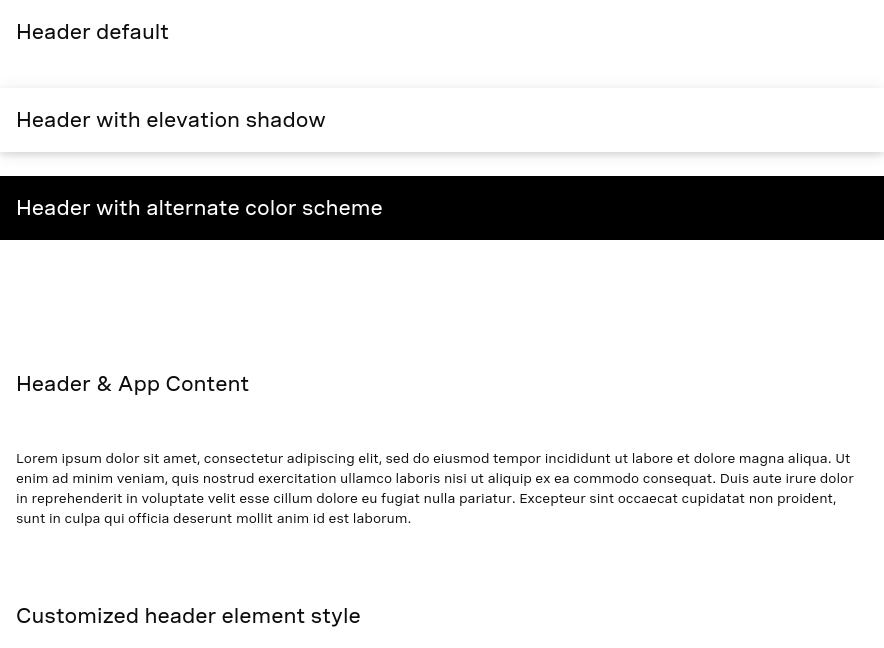 Header default
Header with elevation shadow
Header with alternate color scheme
Header & App Content
Lorem ipsum dolor sit amet, consectetur adipiscing elit, sed do eiusmod tempor incididunt ut labore et dolore magna aliqua. Ut
enim ad minim veniam, quis nostrud exercitation ullamco laboris nisi ut aliquip ex ea commodo consequat. Duis aute irure dolor
in reprehenderit in voluptate velit esse cillum dolore eu fugiat nulla pariatur. Excepteur sint occaecat cupidatat non proident,
sunt in culpa qui officia deserunt mollit anim id est laborum.
Customized header element style